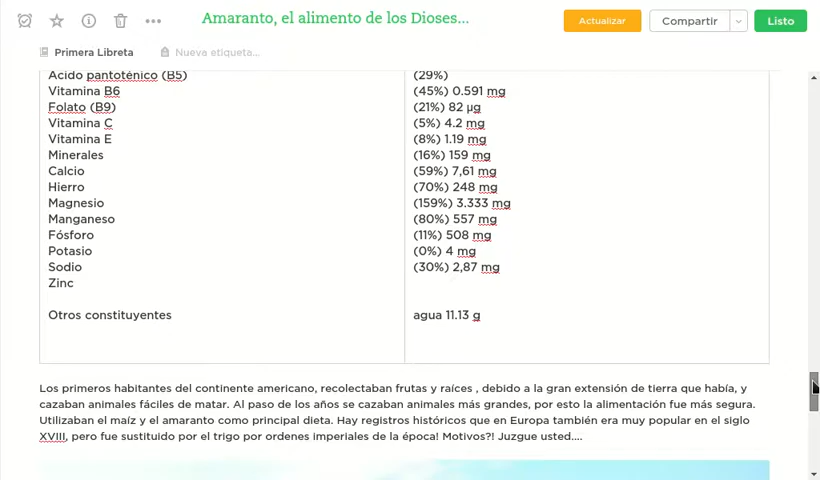 Amaranto, el alimento de los Dioses...
Actualizar
Compartir
Listo
Primera Libreta
Nueva etiqueta...
Ácido pantoténico (B5) (29%)
Vitamina B6 (45%) 0.591 mg
Folato (B9) (21%) 82 μg
Vitamina C (5%) 4.2 mg
Vitamina E (8%) 1.19 mg
Minerales (16%) 159 mg
Calcio (59%) 7,61 mg
Hierro (70%) 248 mg
Magnesio (159%) 3.333 mg
Manganeso (80%) 557 mg
Fósforo (11%) 508 mg
Potasio (0%) 4 mg
Sodio (30%) 2,87 mg
Zinc
Otros constituyentes agua 11.13 g
Los primeros habitantes del continente americano, recolectaban frutas y raíces , debido a la gran extensión de tierra que había, y
cazaban animales fáciles de matar. Al paso de los años se cazaban animales más grandes, por esto la alimentación fue más segura.
Utilizaban el maíz y el amaranto como principal dieta. Hay registros históricos que en Europa también era muy popular en el siglo
XVIII, pero fue sustituido por el trigo por ordenes imperiales de la época! Motivos?! Juzgue usted....